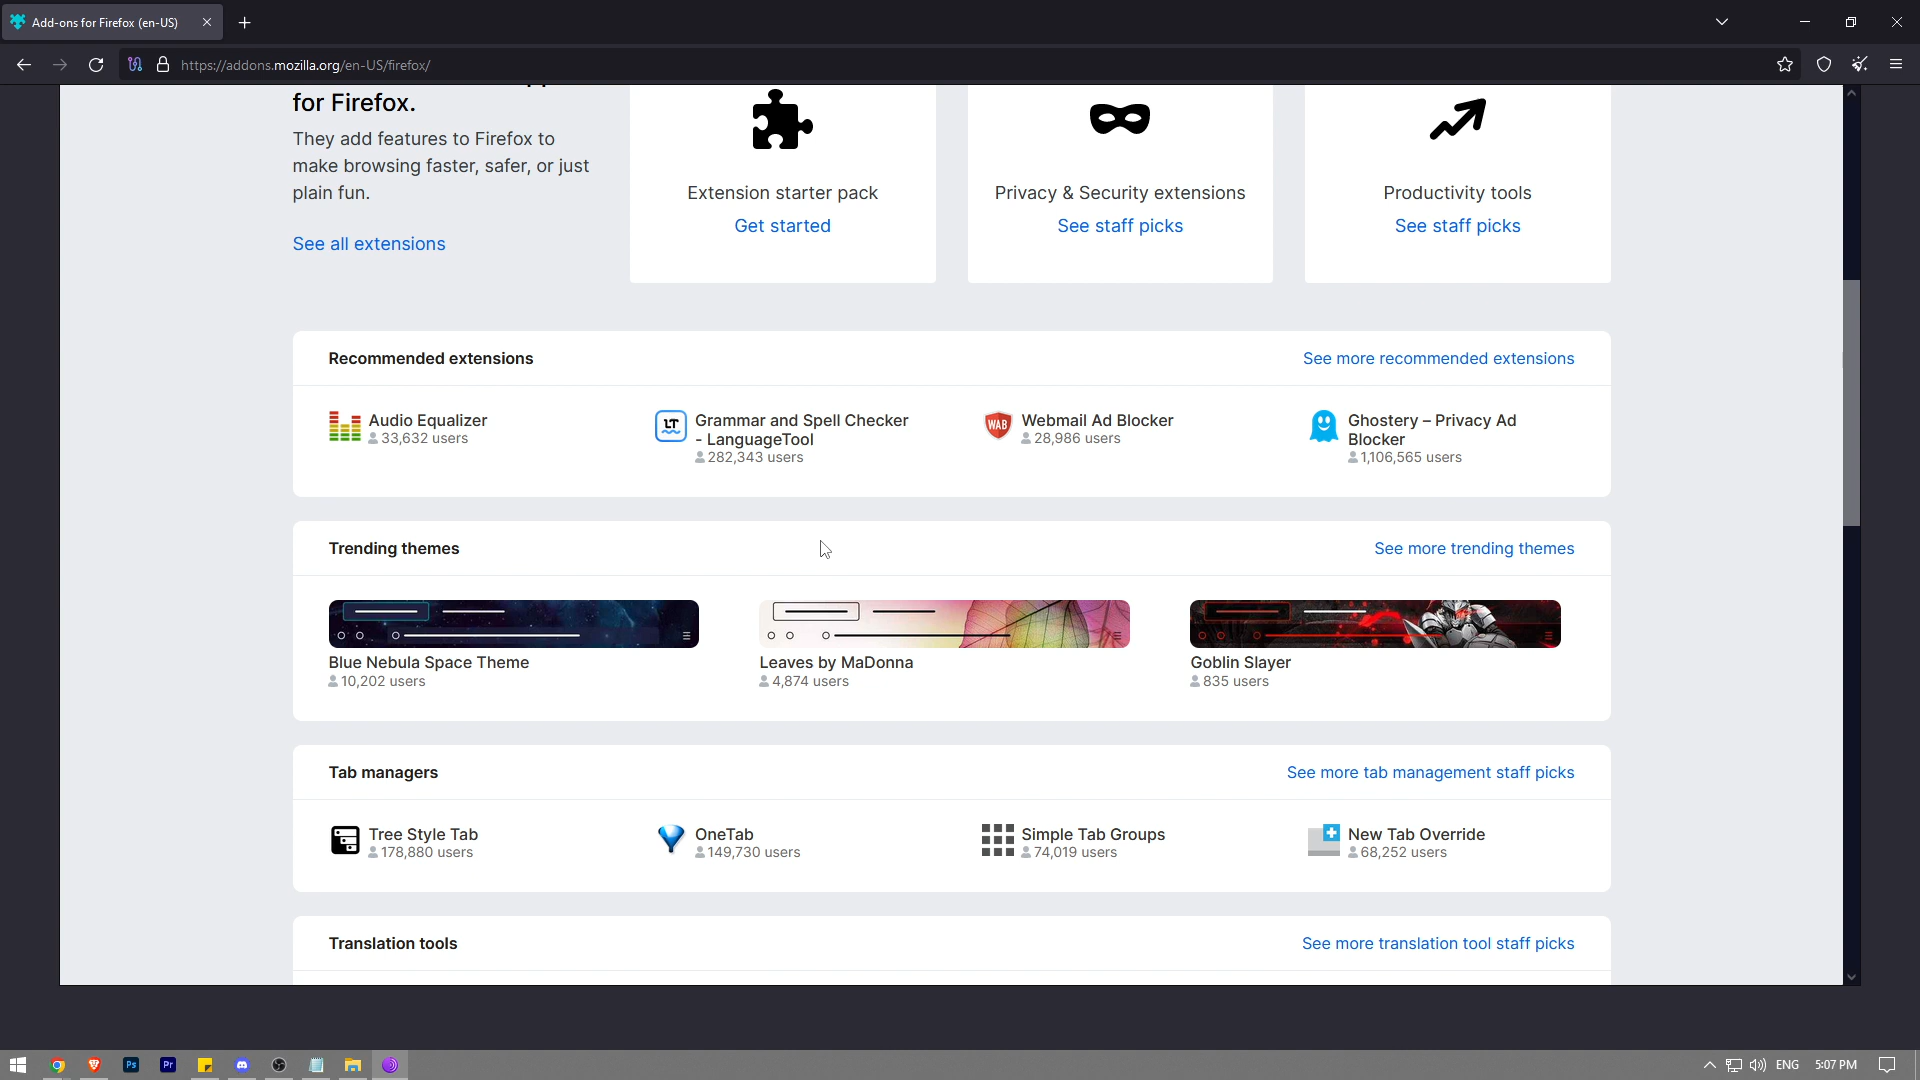 Add-ons for Firefox (en-US)
https://addons.mozilla.org/en-US/firefox/
for Firefox.
They add features to Firefox to
make browsing faster, safer, or just
plain fun.
See all extensions
Extension starter pack
Get started
Privacy & Security extensions
See staff picks
Productivity tools
See staff picks
Recommended extensions
See more recommended extensions
Audio Equalizer
33,632 users
LT
Grammar and Spell Checker
- LanguageTool
282,343 users
WAB
Webmail Ad Blocker
28,986 users
Ghostery – Privacy Ad
Blocker
1,106,565 users
Trending themes
See more trending themes
Blue Nebula Space Theme
10,202 users
Leaves by MaDonna
4,874 users
Goblin Slayer
835 users
Tab managers
See more tab management staff picks
Tree Style Tab
178,880 users
OneTab
149,730 users
Simple Tab Groups
74,019 users
New Tab Override
68,252 users
Translation tools
See more translation tool staff picks
Ps
Pr
ENG
5:07 PM